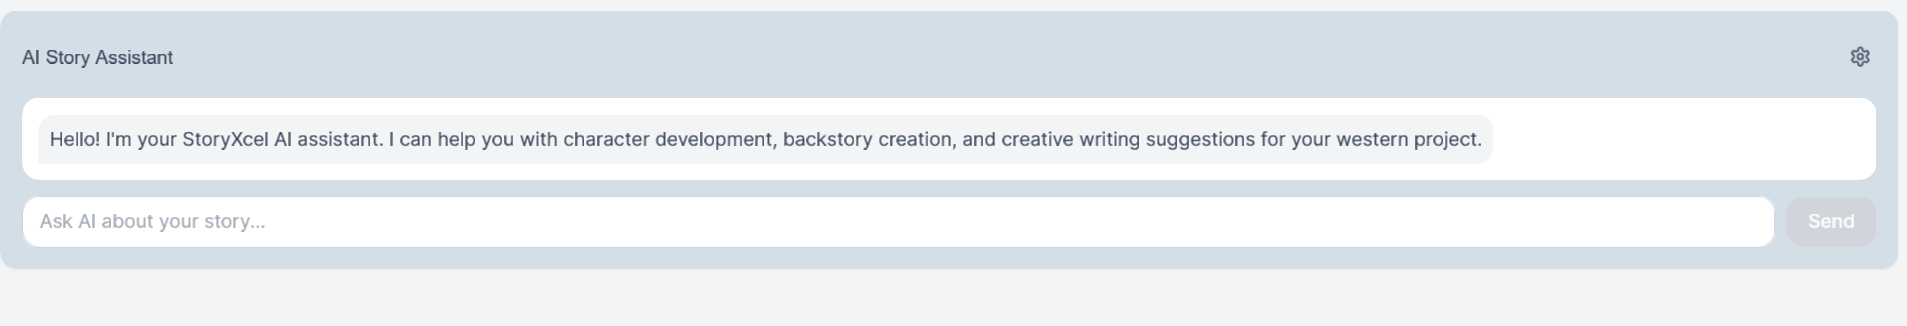 AI Story Assistant
Hello! I'm your StoryXcel AI assistant. I can help you with character development, backstory creation, and creative writing suggestions for your western project.
Ask AI about your story...
Send